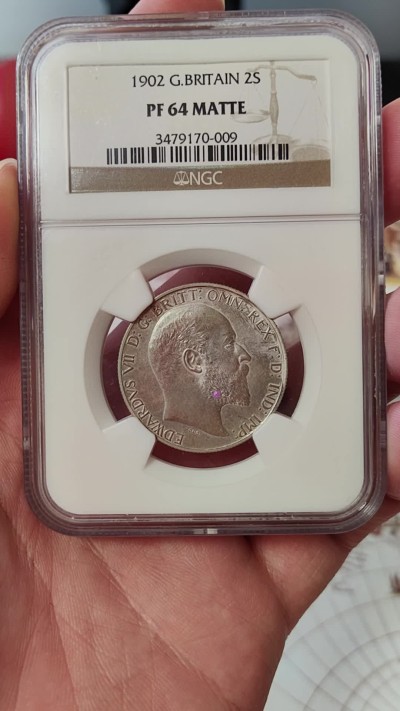 1902 G.BRITAIN 2S
PF 64 MATTE
3479170-009
NGC
EDWARDVS VII D: G: BRITT: OMN: REX F: D: IND: IMP: